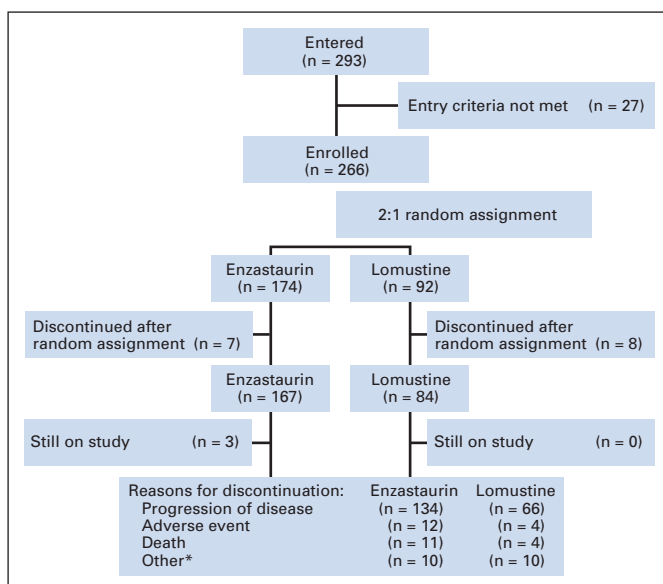 Entered
(n = 293)
Entry criteria not met (n = 27)
Enrolled
(n = 266)
2:1 random assignment
Enzastaurin
(n = 174)
Lomustine
(n = 92)
Discontinued after
random assignment (n = 7)
Discontinued after
random assignment (n = 8)
Enzastaurin
(n = 167)
Lomustine
(n = 84)
Still on study (n = 3)
Still on study (n = 0)
Reasons for discontinuation: Enzastaurin Lomustine
Progression of disease (n = 134) (n = 66)
Adverse event (n = 12) (n = 4)
Death (n = 11) (n = 4)
Other* (n = 10) (n = 10)